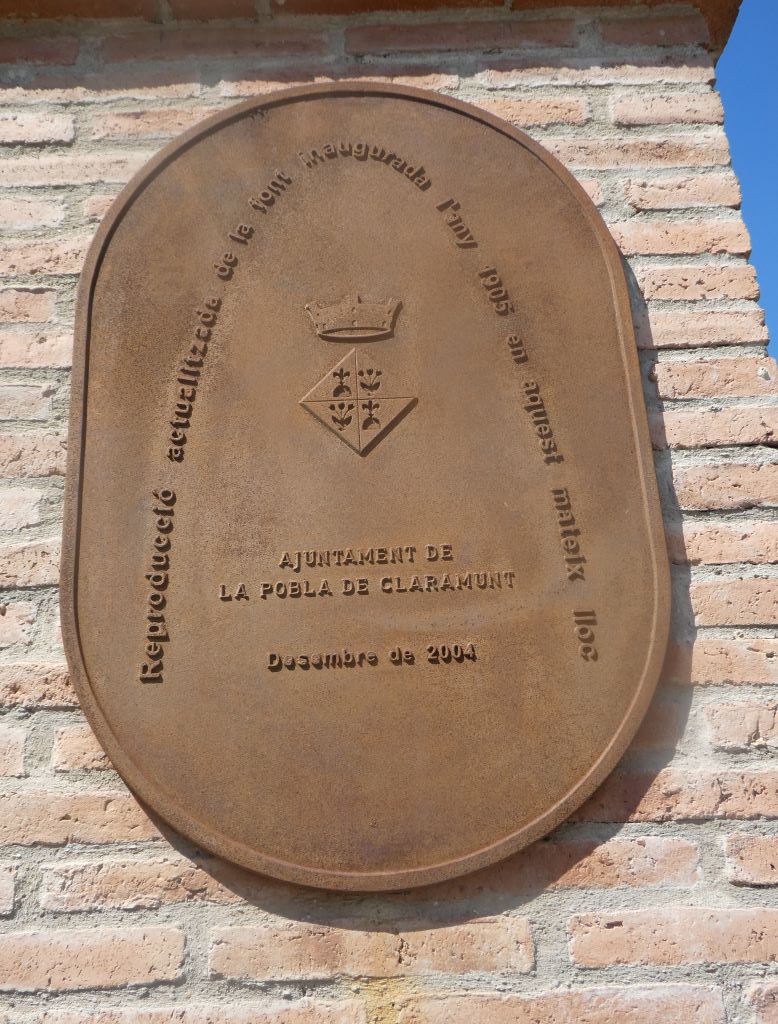 Reproducció actualitzada de la font inaugurada l'any 1905 en aquest mateix lloc
AJUNTAMENT DE
LA POBLA DE CLARAMUNT
Desembre de 2004